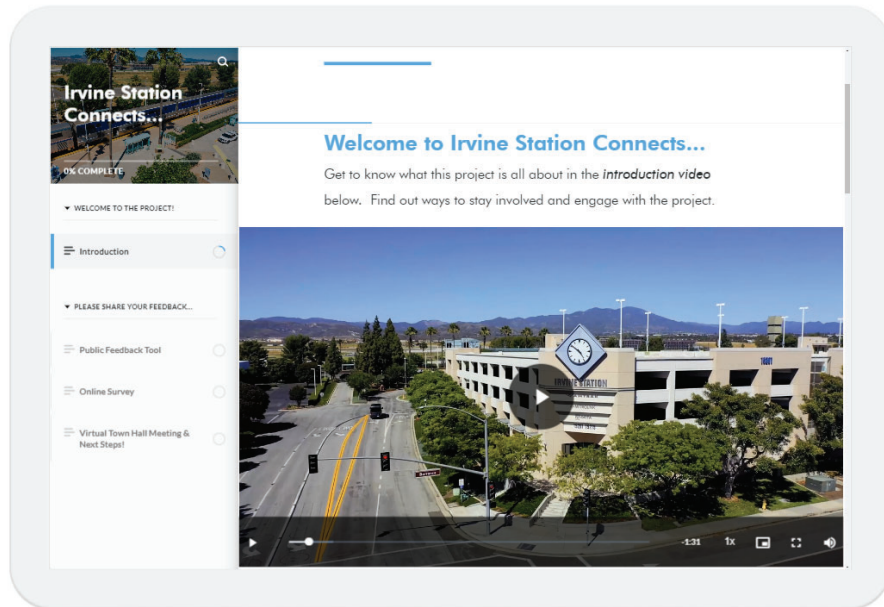 Irvine Station
Connects...
0% COMPLETE
WELCOME TO THE PROJECT!
Introduction
PLEASE SHARE YOUR FEEDBACK...
Public Feedback Tool
Online Survey
Virtual Town Hall Meeting &
Next Steps!
Welcome to Irvine Station Connects...
Get to know what this project is all about in the introduction video
below. Find out ways to stay involved and engage with the project.
IRVINE STATION
-1:31 1x